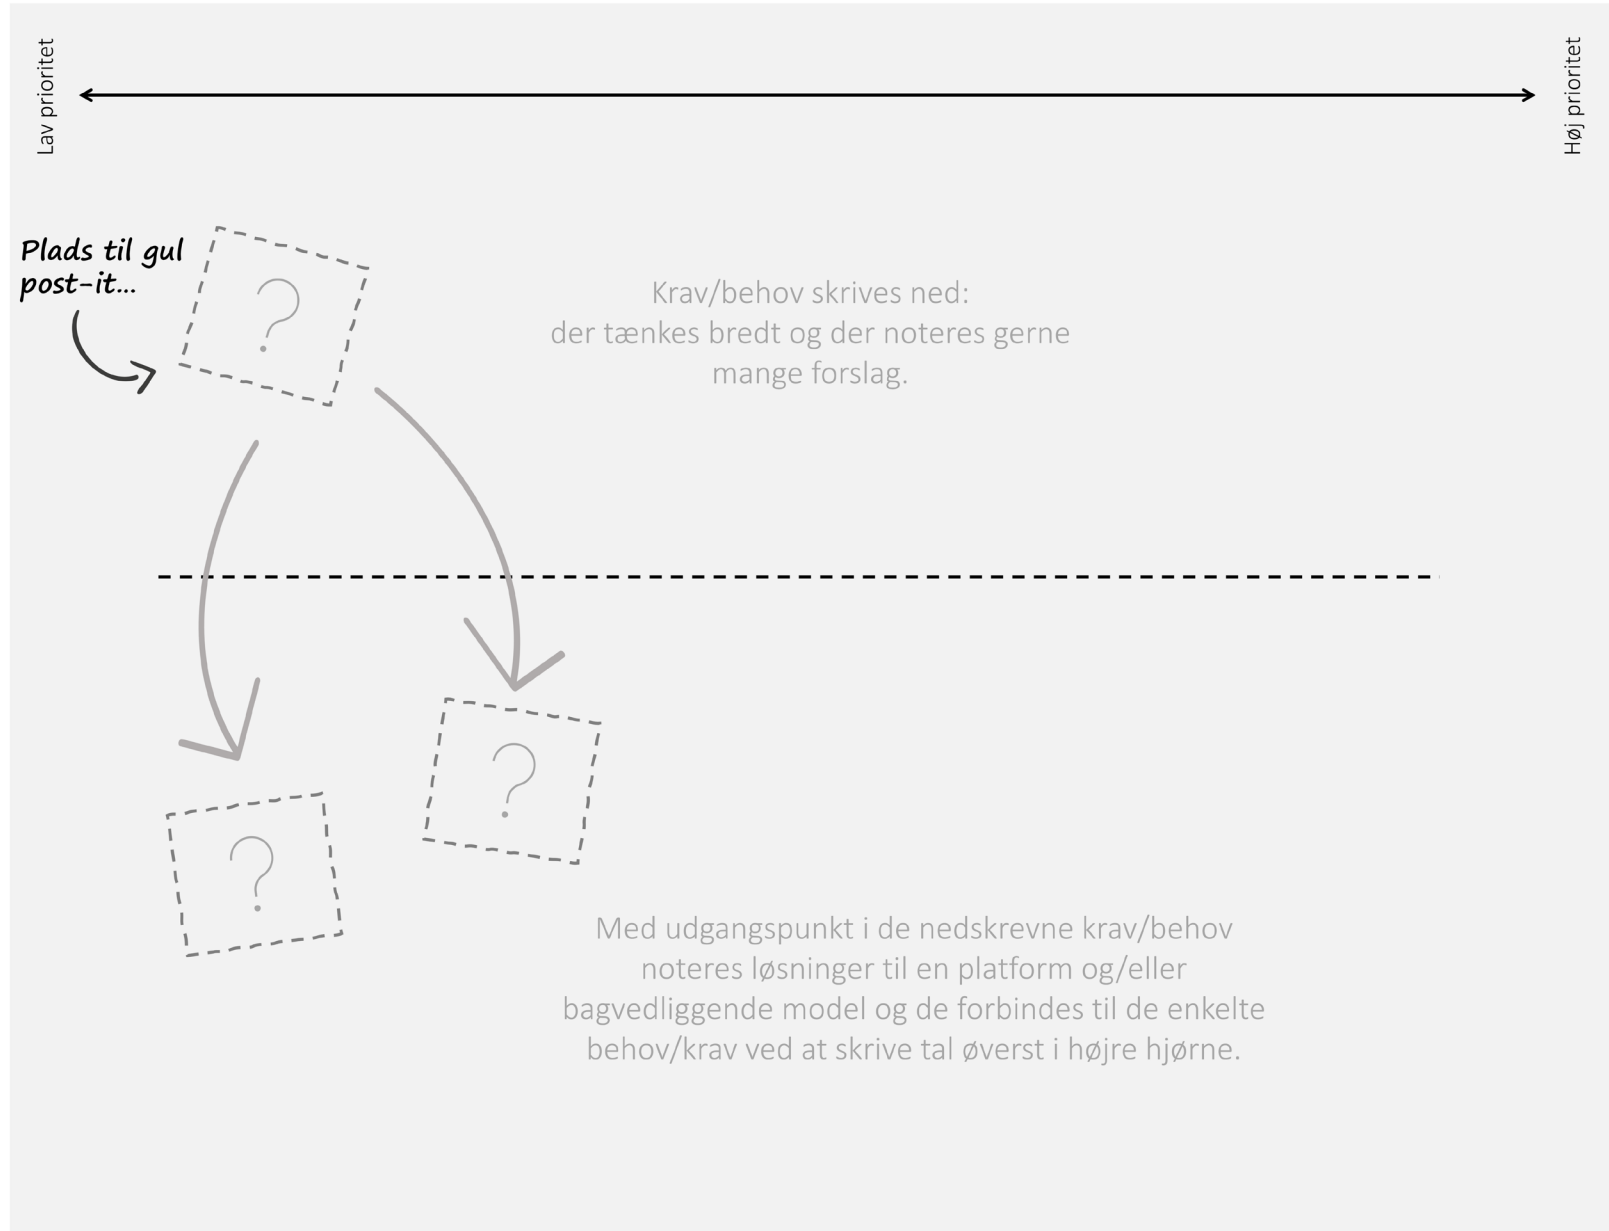 Lav prioritet
Høj prioritet
Plads til gul
post-it...
?
Krav/behov skrives ned:
der tænkes bredt og der noteres gerne
mange forslag.
?
?
Med udgangspunkt i de nedskrevne krav/behov
noteres løsninger til en platform og/eller
bagvedliggende model og de forbindes til de enkelte
behov/krav ved at skrive tal øverst i højre hjørne.